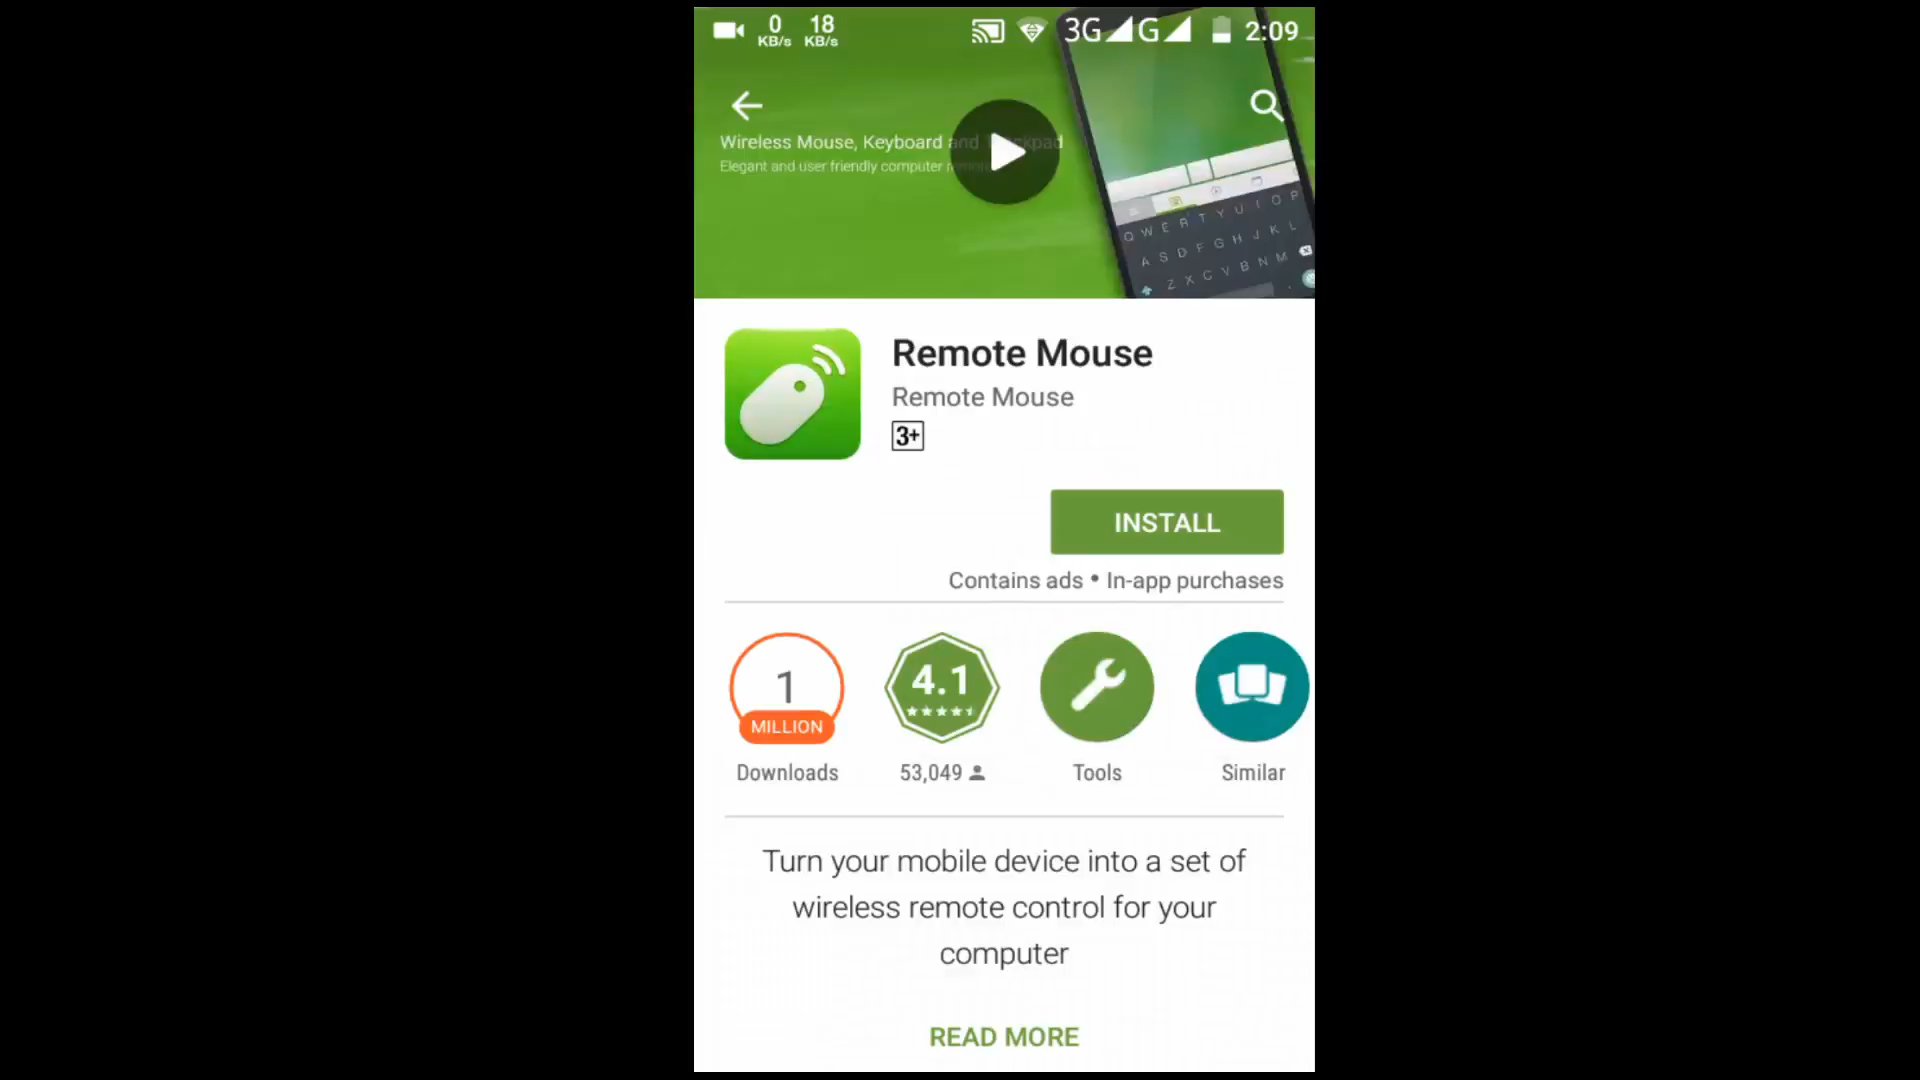 0 KB/s 18 KB/s 3G G 2:09
Wireless Mouse, Keyboard and Trackpad
Elegant and user friendly computer
Q W E R T Y U I O P
A S D F G H J K L
Z X C V B N M
Remote Mouse
Remote Mouse
3+
INSTALL
Contains ads • In-app purchases
1 4.1
MILLION
Downloads 53,049 Tools Similar
Turn your mobile device into a set of
wireless remote control for your
computer
READ MORE